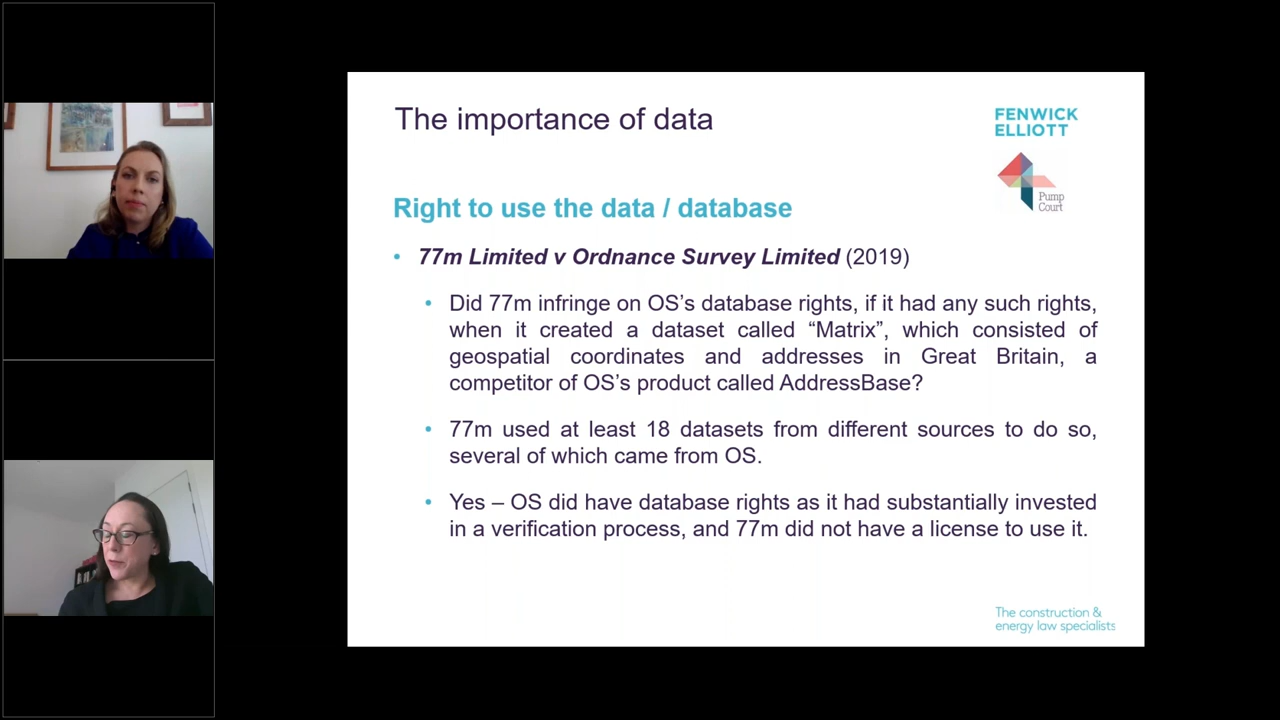 The importance of data
FENWICK
ELLIOTT
Pump
Court
Right to use the data / database
• 77m Limited v Ordnance Survey Limited (2019)
• Did 77m infringe on OS's database rights, if it had any such rights,
when it created a dataset called “Matrix”, which consisted of
geospatial coordinates and addresses in Great Britain, a
competitor of OS's product called AddressBase?
• 77m used at least 18 datasets from different sources to do so,
several of which came from OS.
• Yes – OS did have database rights as it had substantially invested
in a verification process, and 77m did not have a license to use it.
The construction &
energy law specialists